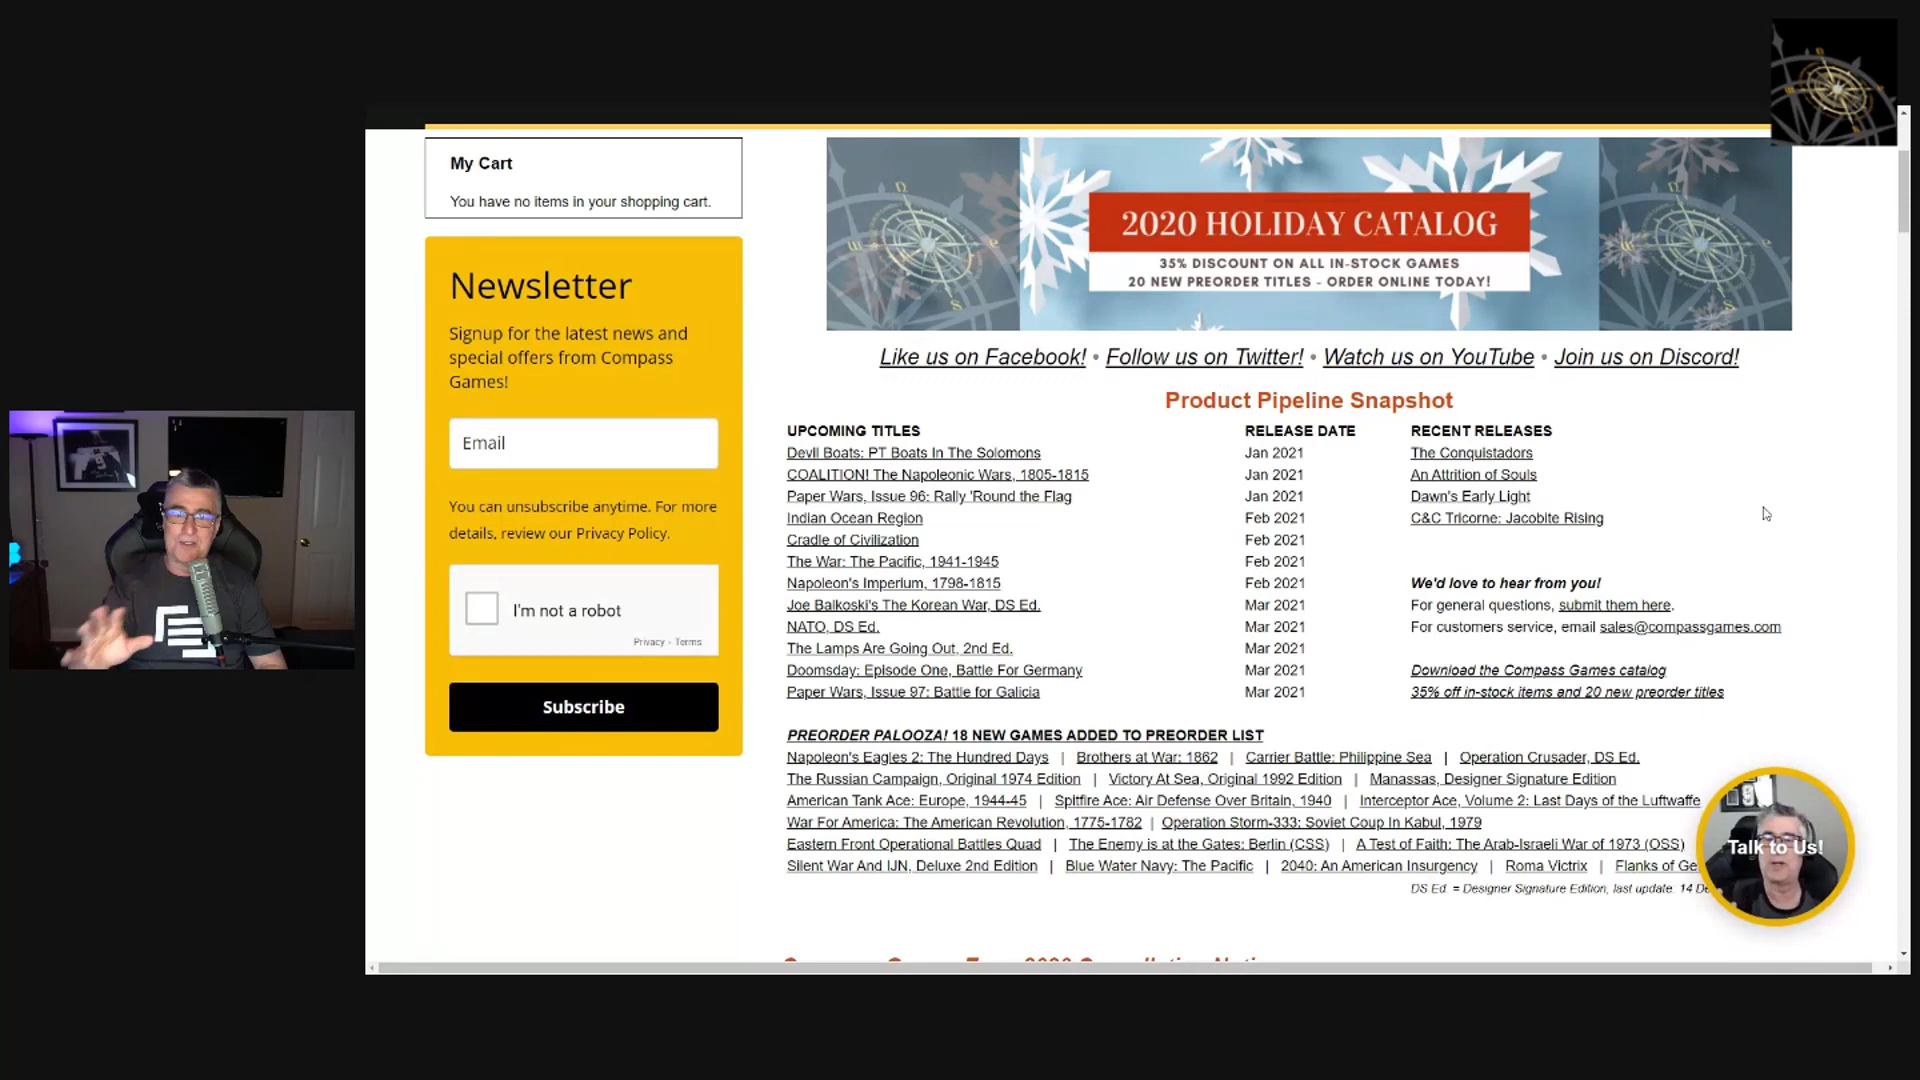 My Cart
You have no items in your shopping cart.
Newsletter
Signup for the latest news and
special offers from Compass
Games!
Email
You can unsubscribe anytime. For more
details, review our Privacy Policy.
I'm not a robot
Privacy - Terms
Subscribe
2020 HOLIDAY CATALOG
35% DISCOUNT ON ALL IN-STOCK GAMES
20 NEW PREORDER TITLES - ORDER ONLINE TODAY!
Like us on Facebook! • Follow us on Twitter! • Watch us on YouTube • Join us on Discord!
Product Pipeline Snapshot
UPCOMING TITLES RELEASE DATE RECENT RELEASES
Devil Boats: PT Boats In The Solomons Jan 2021 The Conquistadors
COALITION! The Napoleonic Wars, 1805-1815 Jan 2021 An Attrition of Souls
Paper Wars, Issue 96: Rally 'Round the Flag Jan 2021 Dawn's Early Light
Indian Ocean Region Feb 2021 C&C Tricorne: Jacobite Rising
Cradle of Civilization Feb 2021
The War: The Pacific, 1941-1945 Feb 2021
Napoleon's Imperium, 1798-1815 Feb 2021 We'd love to hear from you!
Joe Balkoski's The Korean War, DS Ed. Mar 2021 For general questions, submit them here.
NATO, DS Ed. Mar 2021 For customers service, email sales@compassgames.com
The Lamps Are Going Out, 2nd Ed. Mar 2021
Doomsday: Episode One, Battle For Germany Mar 2021 Download the Compass Games catalog
Paper Wars, Issue 97: Battle for Galicia Mar 2021 35% off in-stock items and 20 new preorder titles
PREORDER PALOOZA! 18 NEW GAMES ADDED TO PREORDER LIST
Napoleon's Eagles 2: The Hundred Days | Brothers at War: 1862 | Carrier Battle: Philippine Sea | Operation Crusader, DS Ed.
The Russian Campaign, Original 1974 Edition | Victory At Sea, Original 1992 Edition | Manassas, Designer Signature Edition
American Tank Ace: Europe, 1944-45 | Spitfire Ace: Air Defense Over Britain, 1940 | Interceptor Ace, Volume 2: Last Days of the Luftwaffe
War For America: The American Revolution, 1775-1782 | Operation Storm-333: Soviet Coup In Kabul, 1979
Eastern Front Operational Battles Quad | The Enemy is at the Gates: Berlin (CSS) | A Test of Faith: The Arab-Israeli War of 1973 (OSS)
Silent War And IJN, Deluxe 2nd Edition | Blue Water Navy: The Pacific | 2040: An American Insurgency | Roma Victrix | Flanks of
DS Ed. = Designer Signature Edition, last update: 14
Talk to Us!